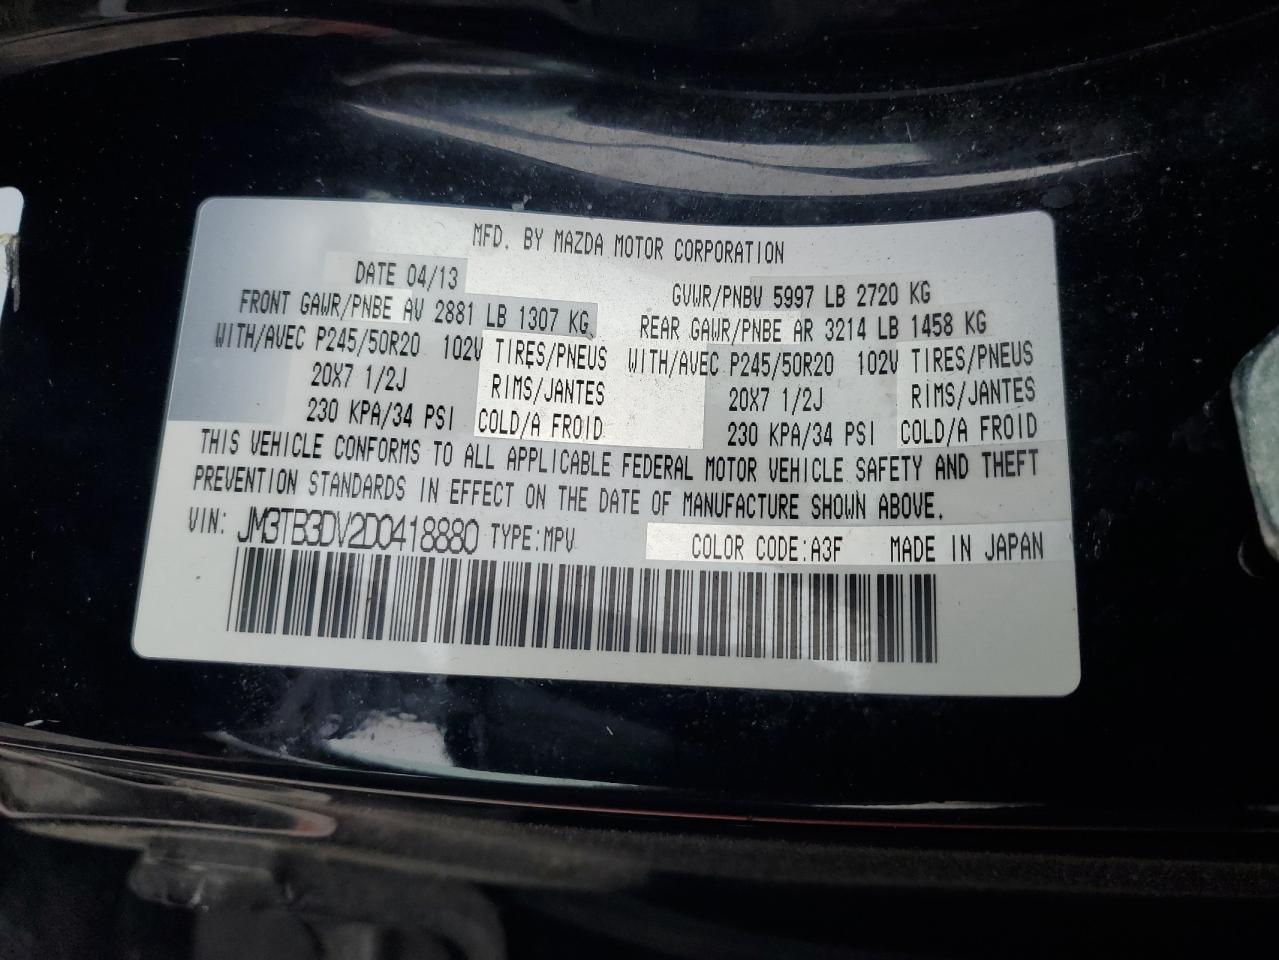 MFD. BY MAZDA MOTOR CORPORATION
DATE 04/13 GVWR/PNBV 5997 LB 2720 KG
FRONT GAWR/PNBE AV 2881 LB 1307 KG REAR GAWR/PNBE AR 3214 LB 1458 KG
WITH/AVEC P245/50R20 102V TIRES/PNEUS WITH/AVEC P245/50R20 102V TIRES/PNEUS
20X7 1/2J RIMS/JANTES 20X7 1/2J RIMS/JANTES
230 KPA/34 PSI COLD/A FROID 230 KPA/34 PSI COLD/A FROID
THIS VEHICLE CONFORMS TO ALL APPLICABLE FEDERAL MOTOR VEHICLE SAFETY AND THEFT
PREVENTION STANDARDS IN EFFECT ON THE DATE OF MANUFACTURE SHOWN ABOVE.
VIN: JM3TB3DV2D0418880 TYPE:MPV COLOR CODE:A3F MADE IN JAPAN